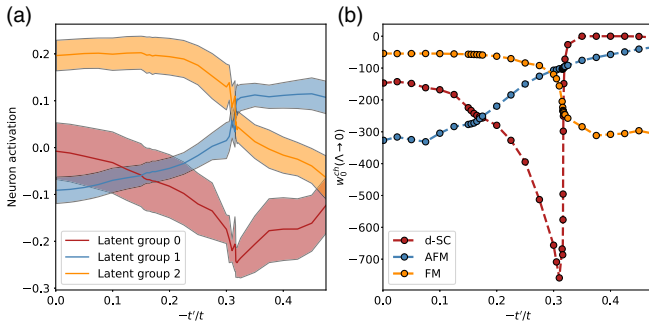 (a)
0.2
0.1
0.0
−0.1
−0.2
−0.3
Neuron activation
Latent group 0
Latent group 1
Latent group 2
0.0 0.1 0.2 0.3 0.4
−t′/t
(b)
0
−100
−200
−300
−400
−500
−600
−700
w₀ᶜʰ(Λ → 0)
d-SC
AFM
FM
0.0 0.1 0.2 0.3 0.4
−t′/t